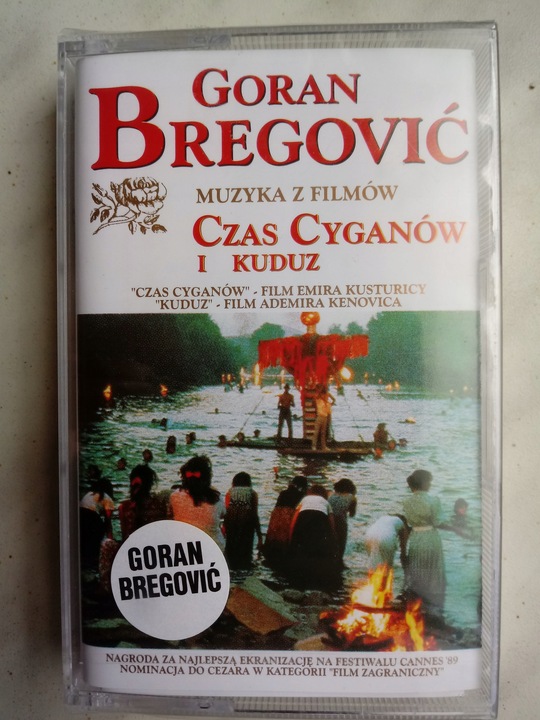 GORAN
BREGOVIĆ
MUZYKA Z FILMÓW
CZAS CYGANÓW
I KUDUZ
"CZAS CYGANÓW" - FILM EMIRA KUSTURICY
"KUDUZ" - FILM ADEMIRA KENOVICA
GORAN
BREGOVIĆ
NAGRODA ZA NAJLEPSZĄ EKRANIZACJĘ NA FESTIWALU CANNES '89
NOMINACJA DO CEZARA W KATEGORII "FILM ZAGRANICZNY"